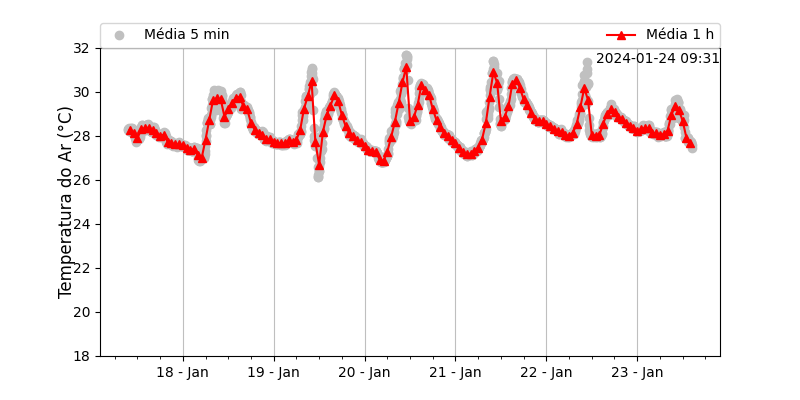 Média 5 min
Média 1 h
2024-01-24 09:31
Temperatura do Ar (°C)
32
30
28
26
24
22
20
18
18 - Jan
19 - Jan
20 - Jan
21 - Jan
22 - Jan
23 - Jan